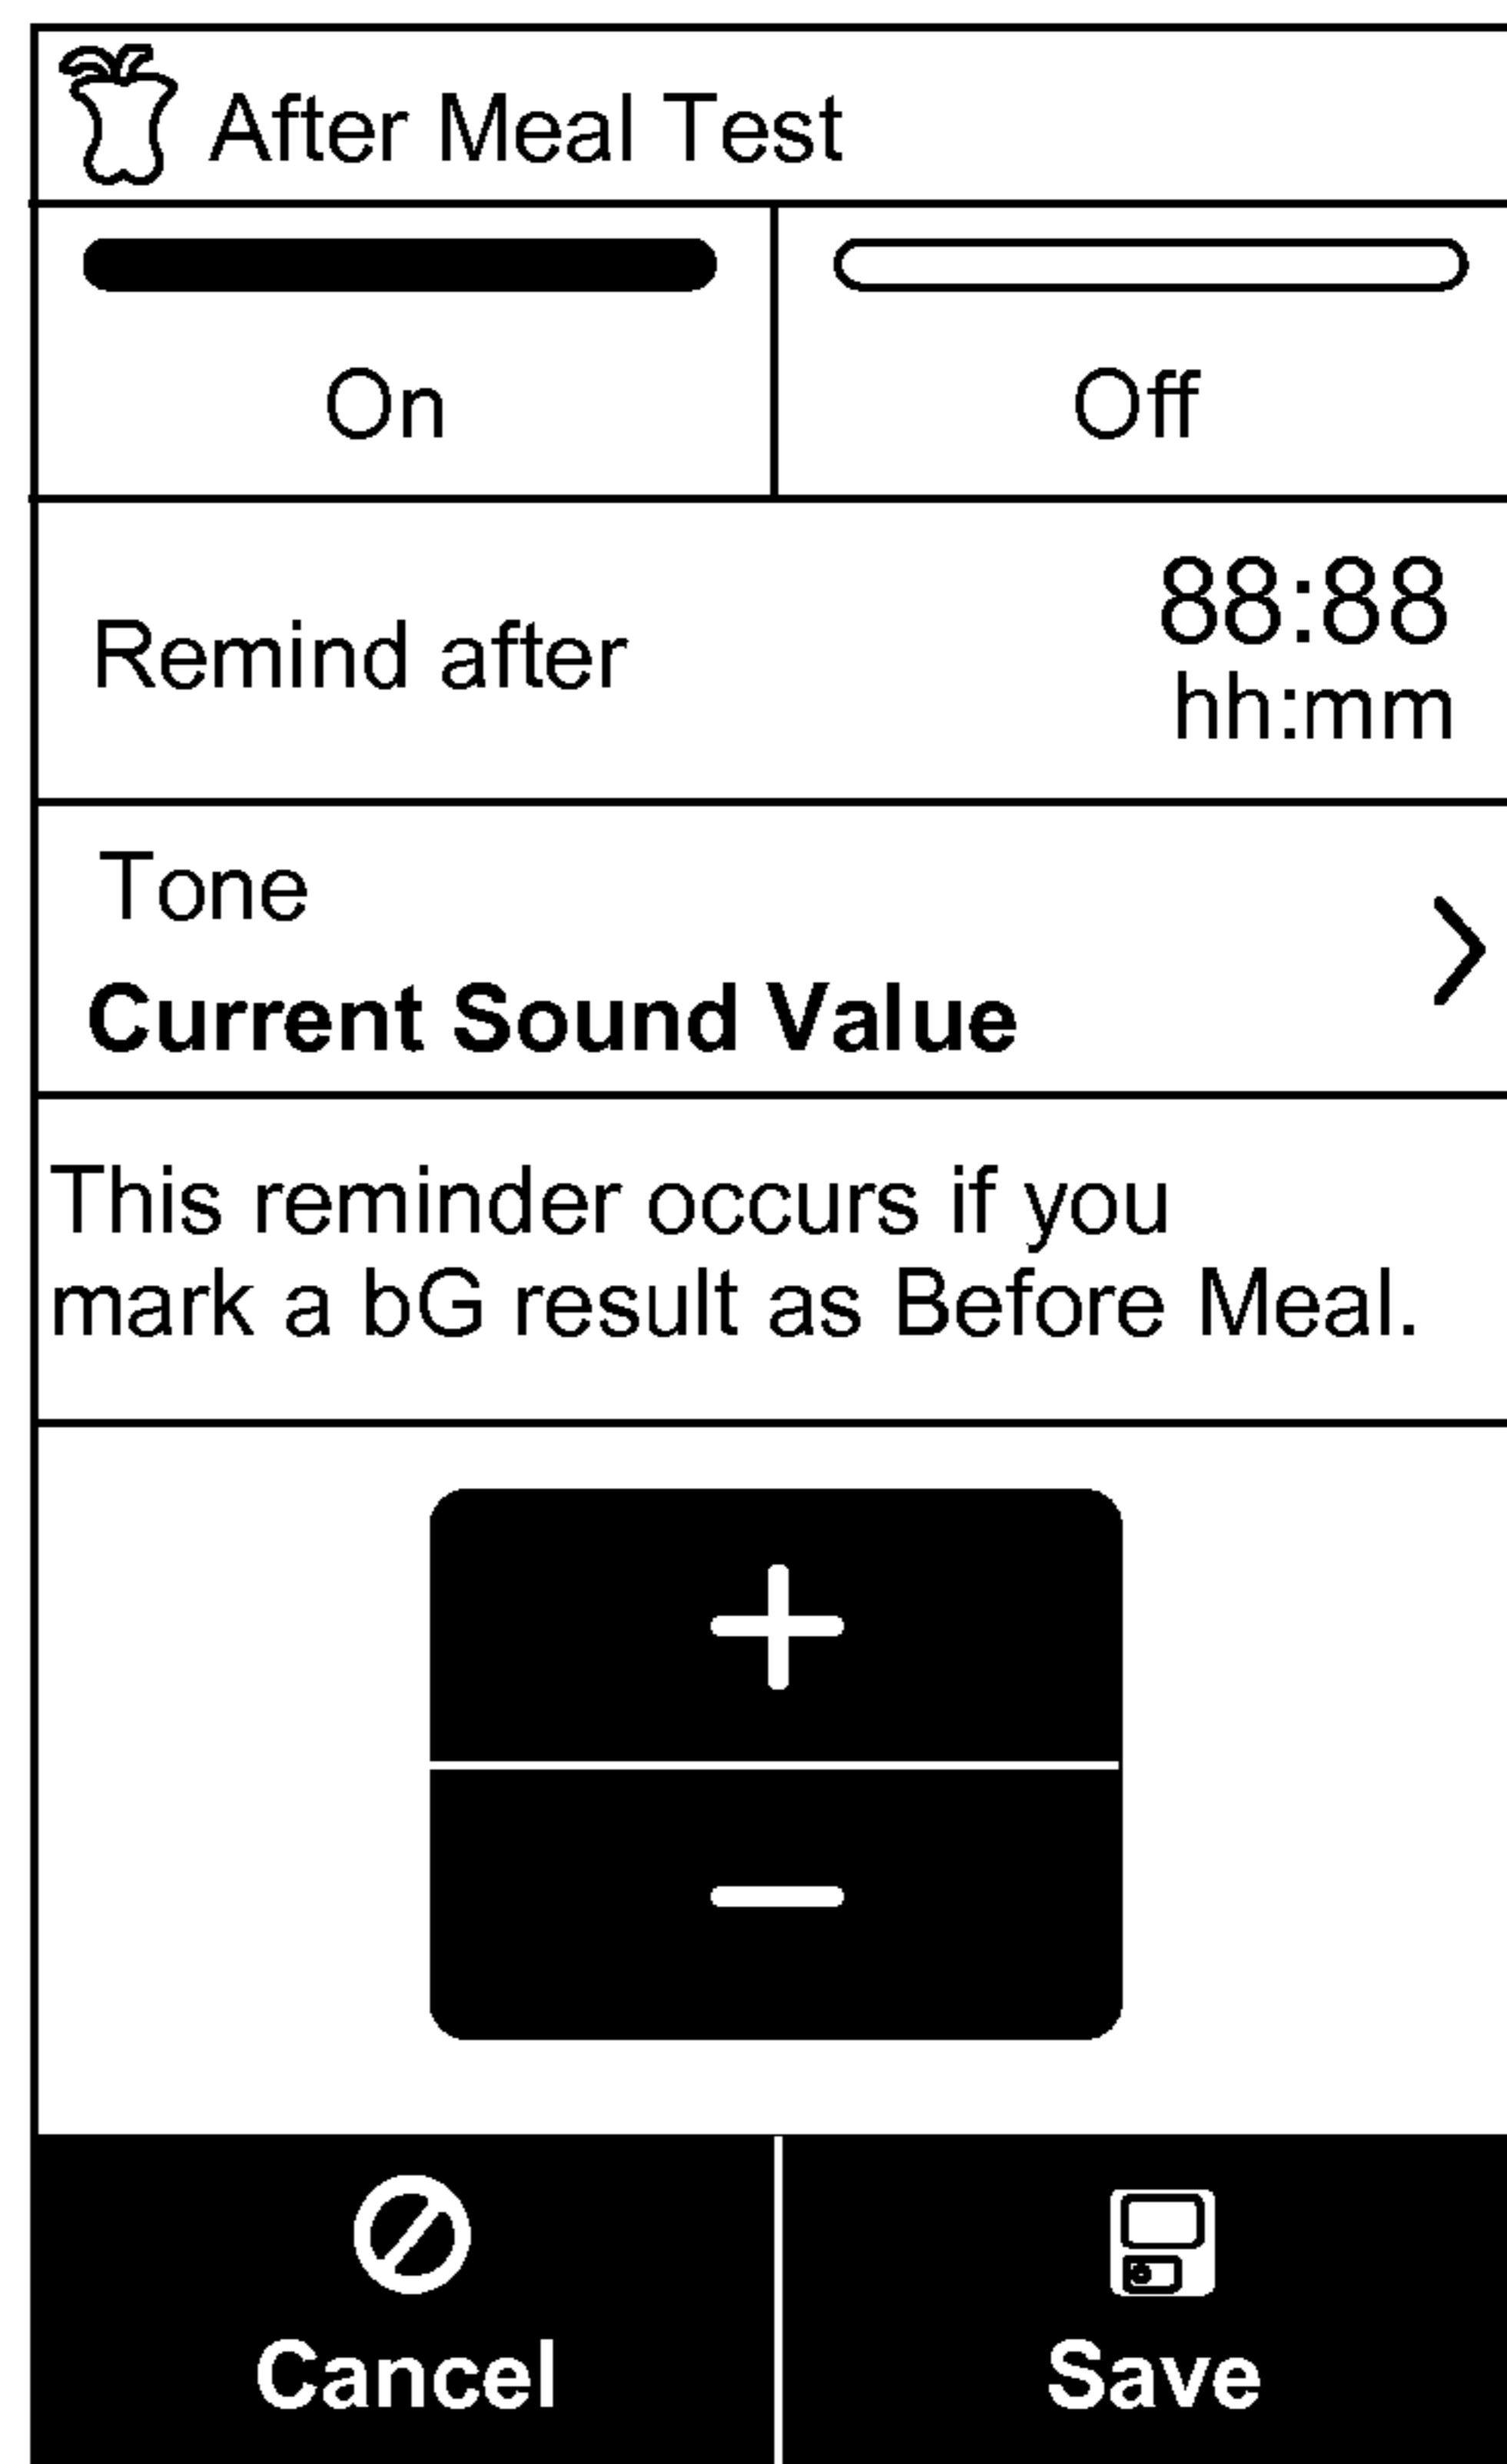 After Meal Test
On
Off
Remind after
88:88
hh:mm
Tone
Current Sound Value
This reminder occurs if you
mark a bG result as Before Meal.
+
−
Cancel
Save